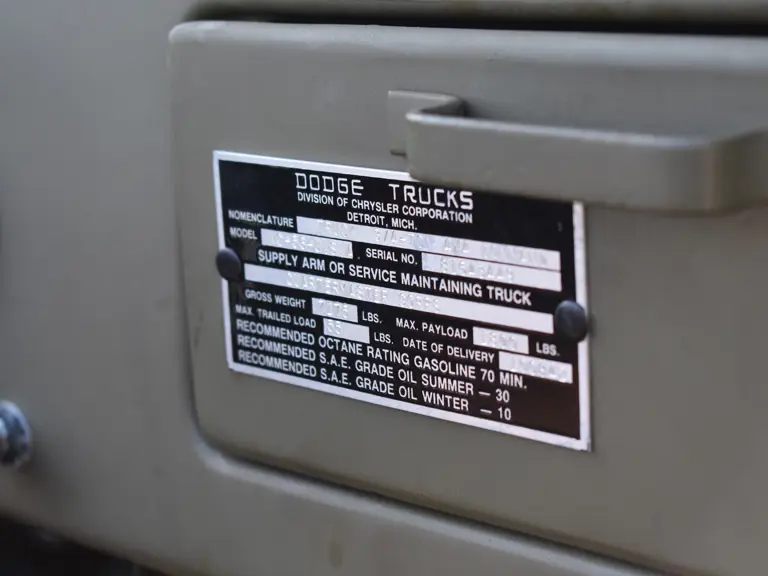 DODGE TRUCKS
DIVISION OF CHRYSLER CORPORATION
DETROIT, MICH.
NOMENCLATURE
MODEL SERIAL NO.
SUPPLY ARM OR SERVICE MAINTAINING TRUCK
QUARTERMASTER CORPS
GROSS WEIGHT LBS. MAX. PAYLOAD LBS.
MAX. TRAILED LOAD LBS. DATE OF DELIVERY
RECOMMENDED OCTANE RATING GASOLINE 70 MIN.
RECOMMENDED S.A.E. GRADE OIL SUMMER — 30
RECOMMENDED S.A.E. GRADE OIL WINTER — 10